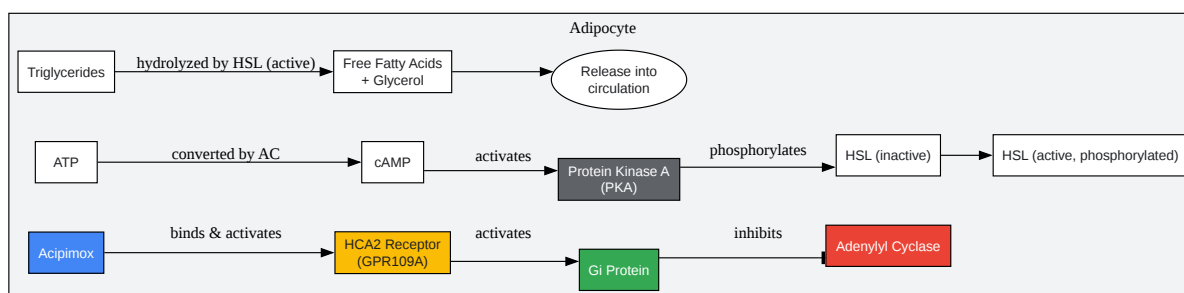 Adipocyte
Triglycerides
hydrolyzed by HSL (active)
Free Fatty Acids
+ Glycerol
Release into
circulation
ATP
converted by AC
cAMP
activates
Protein Kinase A
(PKA)
phosphorylates
HSL (inactive)
HSL (active, phosphorylated)
Acipimox
binds & activates
HCA2 Receptor
(GPR109A)
activates
Gi Protein
inhibits
Adenylyl Cyclase